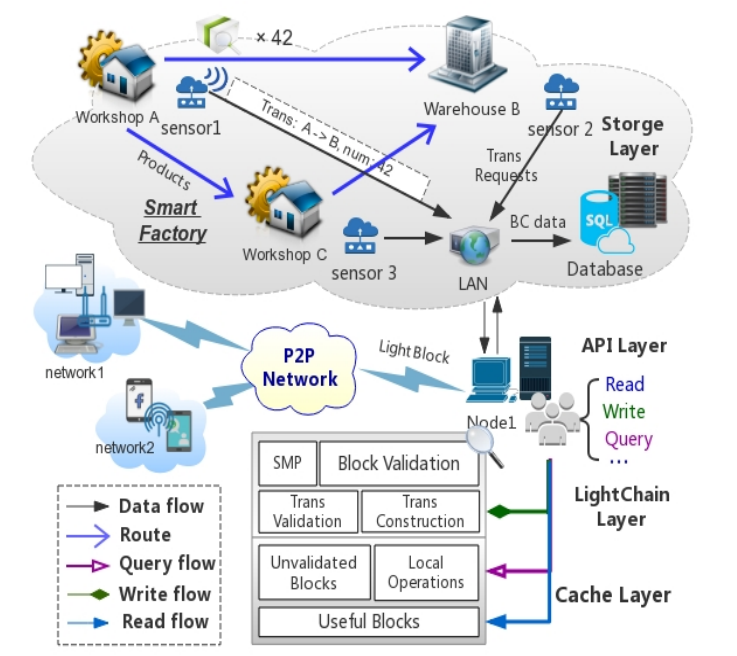 × 42
Workshop A
sensor1
Trans: A -> B, num: 42
Warehouse B
sensor 2
Storge
Layer
Trans
Requests
Products
Smart
Factory
Workshop C
sensor 3
LAN
BC data
SQL
Database
network1
P2P
Network
LightBlock
Node1
API Layer
Read
Write
Query
...
network2
SMP
Block Validation
Trans
Validation
Trans
Construction
LightChain
Layer
Unvalidated
Blocks
Local
Operations
Useful Blocks
Cache Layer
Data flow
Route
Query flow
Write flow
Read flow